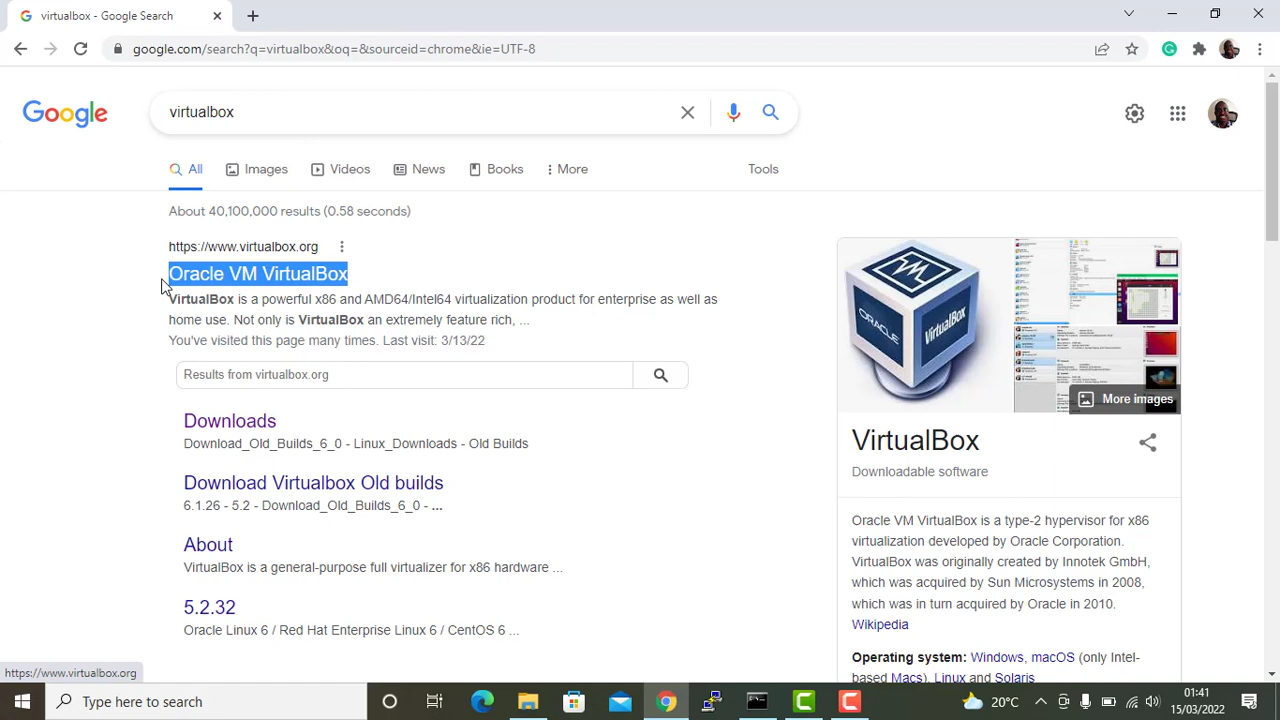 virtualbox - Google Search
google.com/search?q=virtualbox&oq=&sourceid=chrome&ie=UTF-8
Google
virtualbox
All
Images
Videos
News
Books
More
Tools
About 40,100,000 results (0.58 seconds)
https://www.virtualbox.org
Oracle VM VirtualBox
VirtualBox is a powerful x86 and AMD64/Intel64 virtualization product for enterprise as well as
home use. Not only is VirtualBox an extremely feature rich, ...
You've visited this page many times. Last visit: 3/13/22
Results from virtualbox.org
Downloads
Download_Old_Builds_6_0 - Linux_Downloads - Old Builds
Download Virtualbox Old builds
6.1.26 - 5.2 - Download_Old_Builds_6_0 - ...
About
VirtualBox is a general-purpose full virtualizer for x86 hardware ...
5.2.32
Oracle Linux 6 / Red Hat Enterprise Linux 6 / CentOS 6 ...
ORACLE
VirtualBox
More images
VirtualBox
Downloadable software
Oracle VM VirtualBox is a type-2 hypervisor for x86
virtualization developed by Oracle Corporation.
VirtualBox was originally created by Innotek GmbH,
which was acquired by Sun Microsystems in 2008,
which was in turn acquired by Oracle in 2010.
Wikipedia
Operating system: Windows, macOS (only Intel-
based Macs), Linux and Solaris
https://www.virtualbox.org
Type here to search
20°C
01:41
15/03/2022